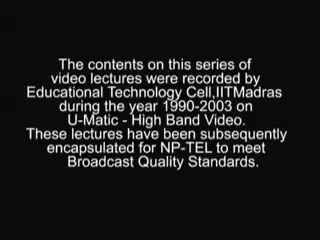 The contents on this series of
video lectures were recorded by
Educational Technology Cell,IITMadras
during the year 1990-2003 on
U-Matic - High Band Video.
These lectures have been subsequently
encapsulated for NP-TEL to meet
Broadcast Quality Standards.